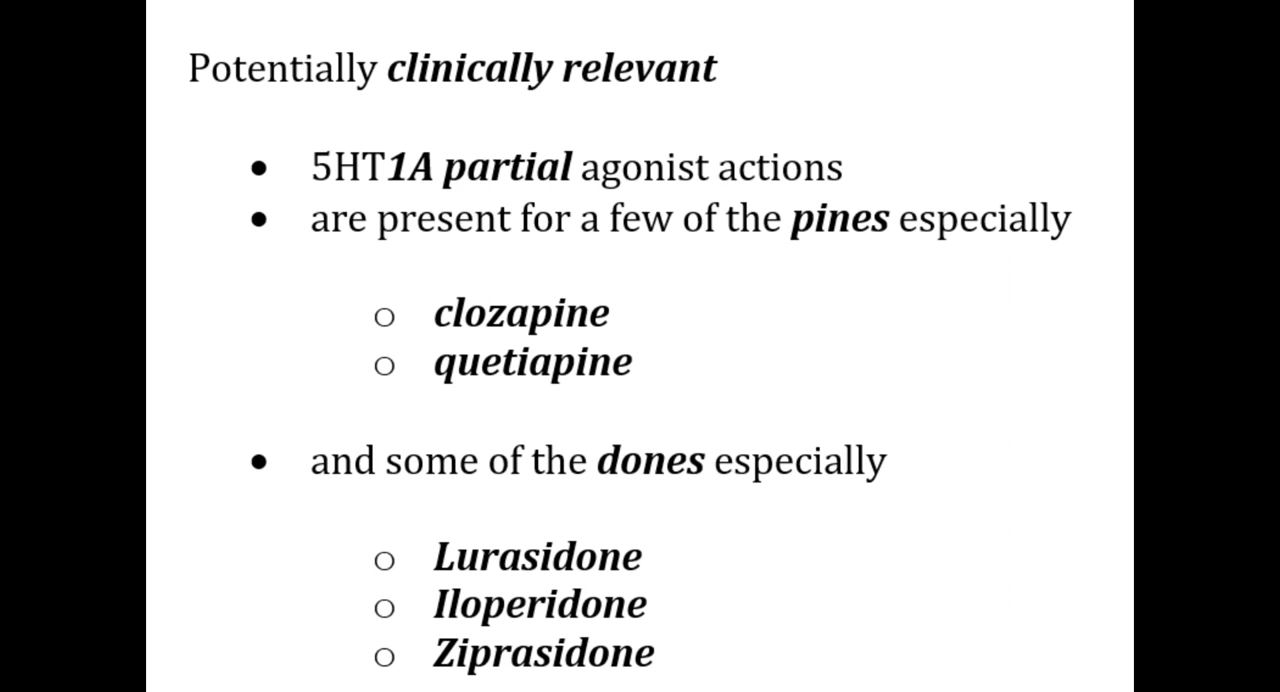 Potentially clinically relevant
• 5HT1A partial agonist actions
• are present for a few of the pines especially
o clozapine
o quetiapine
• and some of the dones especially
o Lurasidone
o Iloperidone
o Ziprasidone